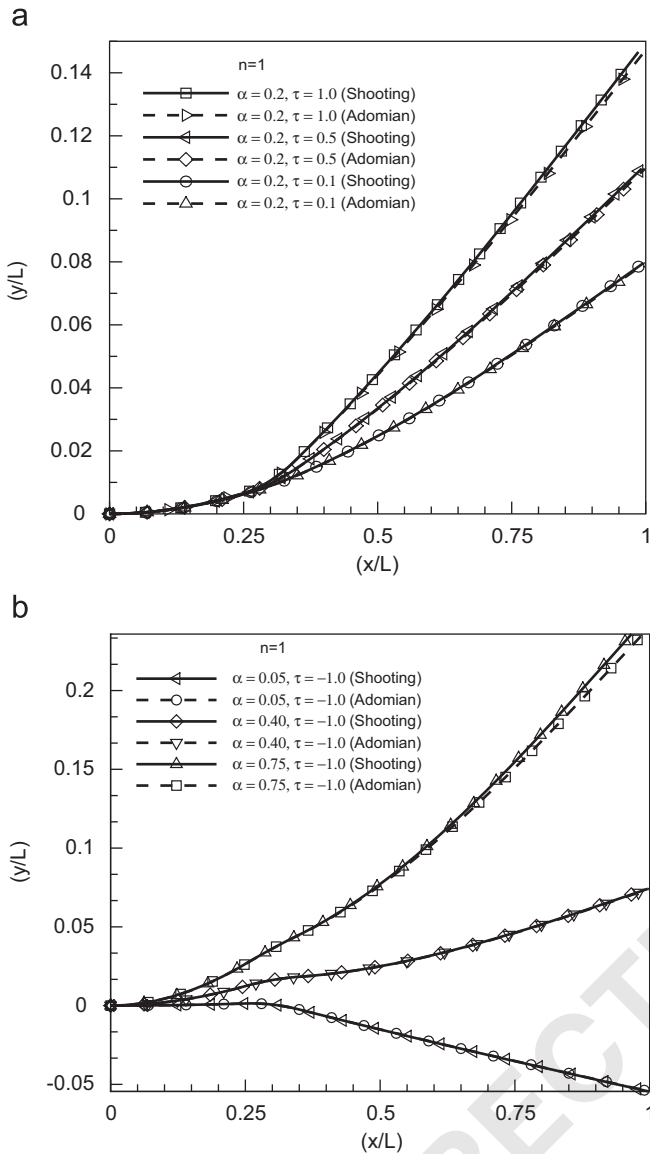 a
n=1
α = 0.2, τ = 1.0 (Shooting)
α = 0.2, τ = 1.0 (Adomian)
α = 0.2, τ = 0.5 (Shooting)
α = 0.2, τ = 0.5 (Adomian)
α = 0.2, τ = 0.1 (Shooting)
α = 0.2, τ = 0.1 (Adomian)
0.14
0.12
0.1
0.08
0.06
0.04
0.02
0
(y/L)
0 0.25 0.5 0.75 1
(x/L)
b
n=1
α = 0.05, τ = −1.0 (Shooting)
α = 0.05, τ = −1.0 (Adomian)
α = 0.40, τ = −1.0 (Shooting)
α = 0.40, τ = −1.0 (Adomian)
α = 0.75, τ = −1.0 (Shooting)
α = 0.75, τ = −1.0 (Adomian)
0.2
0.15
0.1
0.05
0
-0.05
(y/L)
0 0.25 0.5 0.75 1
(x/L)
RECT